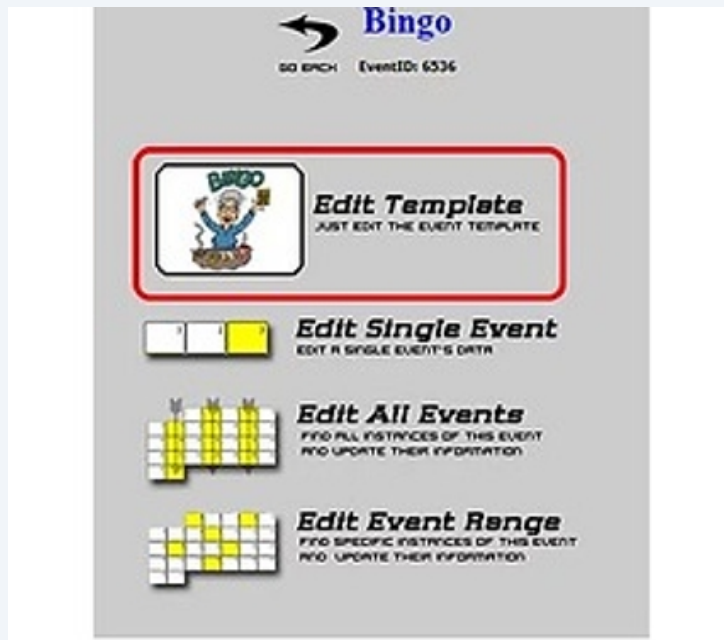 Bingo
GO BACK EventID: 6536
BINGO
Edit Template
JUST EDIT THE EVENT TEMPLATE
Edit Single Event
EDIT A SINGLE EVENT'S DATA
Edit All Events
FIND ALL INSTANCES OF THIS EVENT
AND UPDATE THEIR INFORMATION
Edit Event Range
FIND SPECIFIC INSTANCES OF THIS EVENT
AND UPDATE THEIR INFORMATION